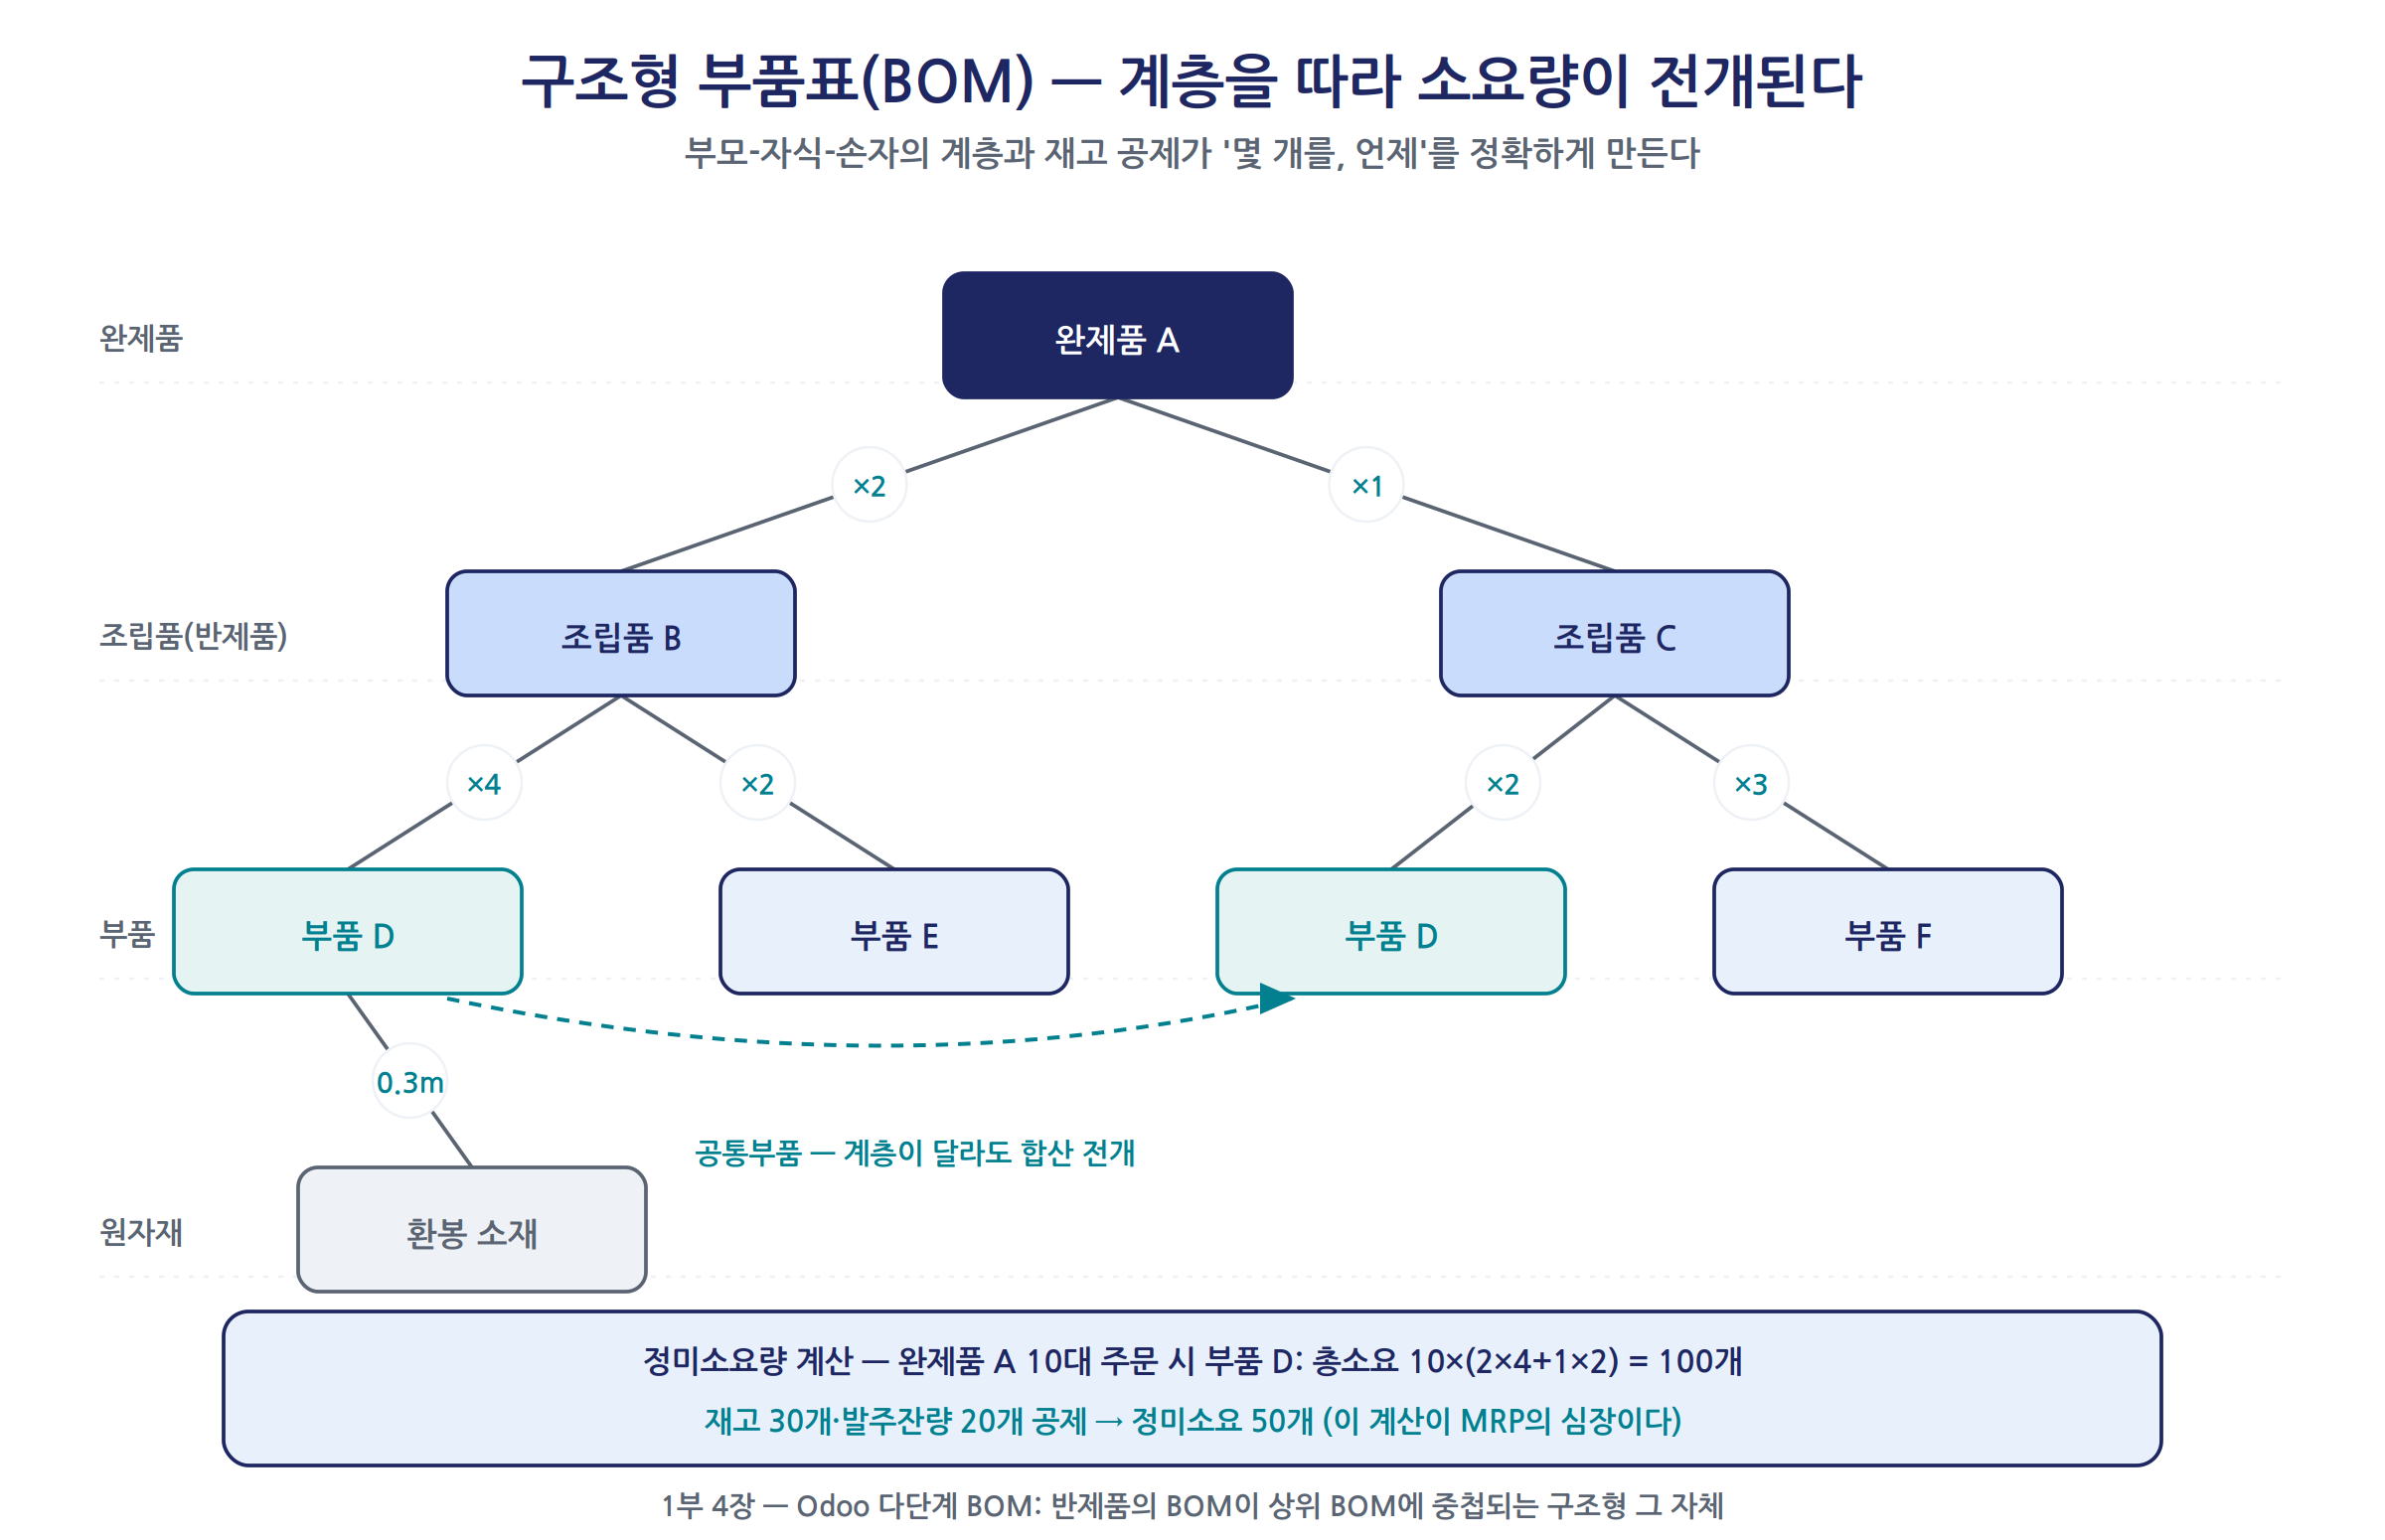 구조형 부품표(BOM) — 계층을 따라 소요량이 전개된다
부모-자식-손자의 계층과 재고 공제가 '몇 개를, 언제'를 정확하게 만든다
완제품
완제품 A
×2
×1
조립품(반제품)
조립품 B
조립품 C
×4
×2
×2
×3
부품
부품 D
부품 E
부품 D
부품 F
0.3m
공통부품 — 계층이 달라도 합산 전개
원자재
환봉 소재
정미소요량 계산 — 완제품 A 10대 주문 시 부품 D: 총소요 10×(2×4+1×2) = 100개
재고 30개·발주잔량 20개 공제 → 정미소요 50개 (이 계산이 MRP의 심장이다)
1부 4장 — Odoo 다단계 BOM: 반제품의 BOM이 상위 BOM에 중첩되는 구조형 그 자체